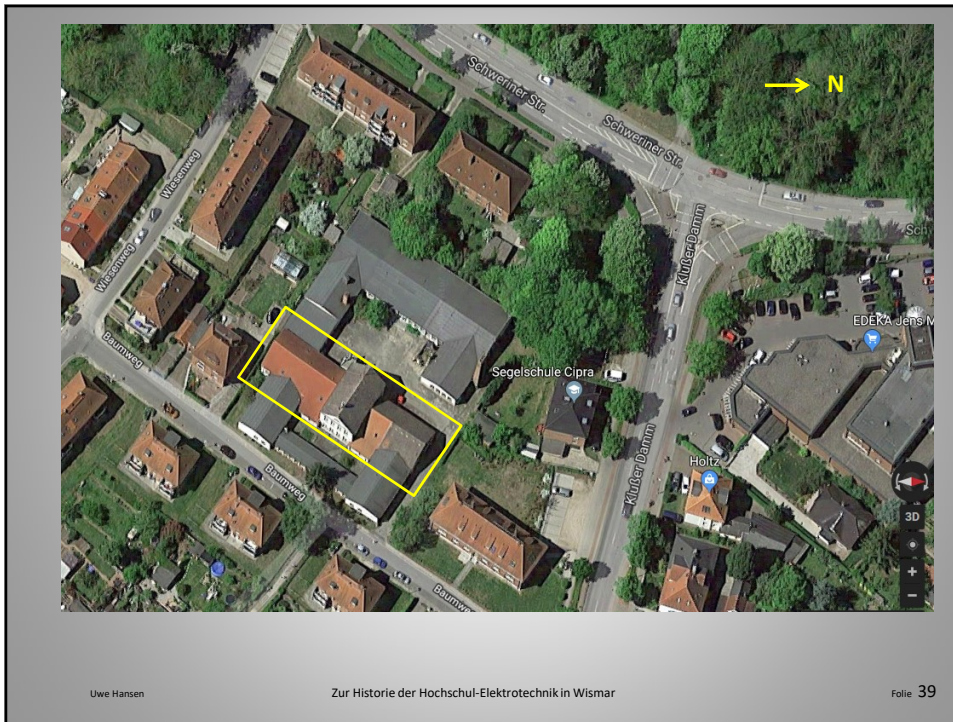 N
Schweriner Str.
Schweriner Str.
Sch
Wiesenweg
Wiesenweg
Klußer Damm
EDEKA Jens M
Baumweg
Segelschule Cipra
Klußer Damm
Holtz
Baumweg
3D
Baumweg
Uwe Hansen
Zur Historie der Hochschul-Elektrotechnik in Wismar
Folie 39